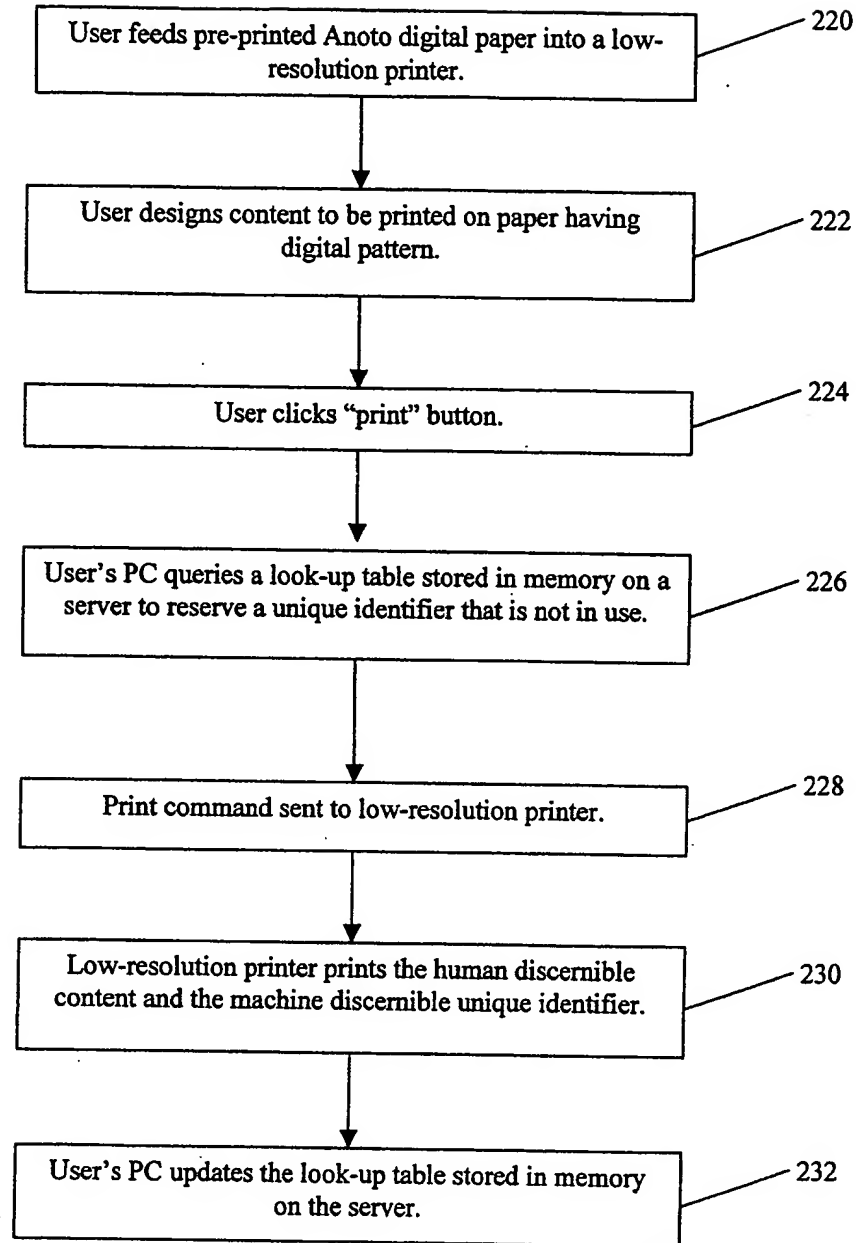 User feeds pre-printed Anoto digital paper into a low-
resolution printer.
220
User designs content to be printed on paper having
digital pattern.
222
User clicks “print” button.
224
User's PC queries a look-up table stored in memory on a
server to reserve a unique identifier that is not in use.
226
Print command sent to low-resolution printer.
228
Low-resolution printer prints the human discernible
content and the machine discernible unique identifier.
230
User's PC updates the look-up table stored in memory
on the server.
232